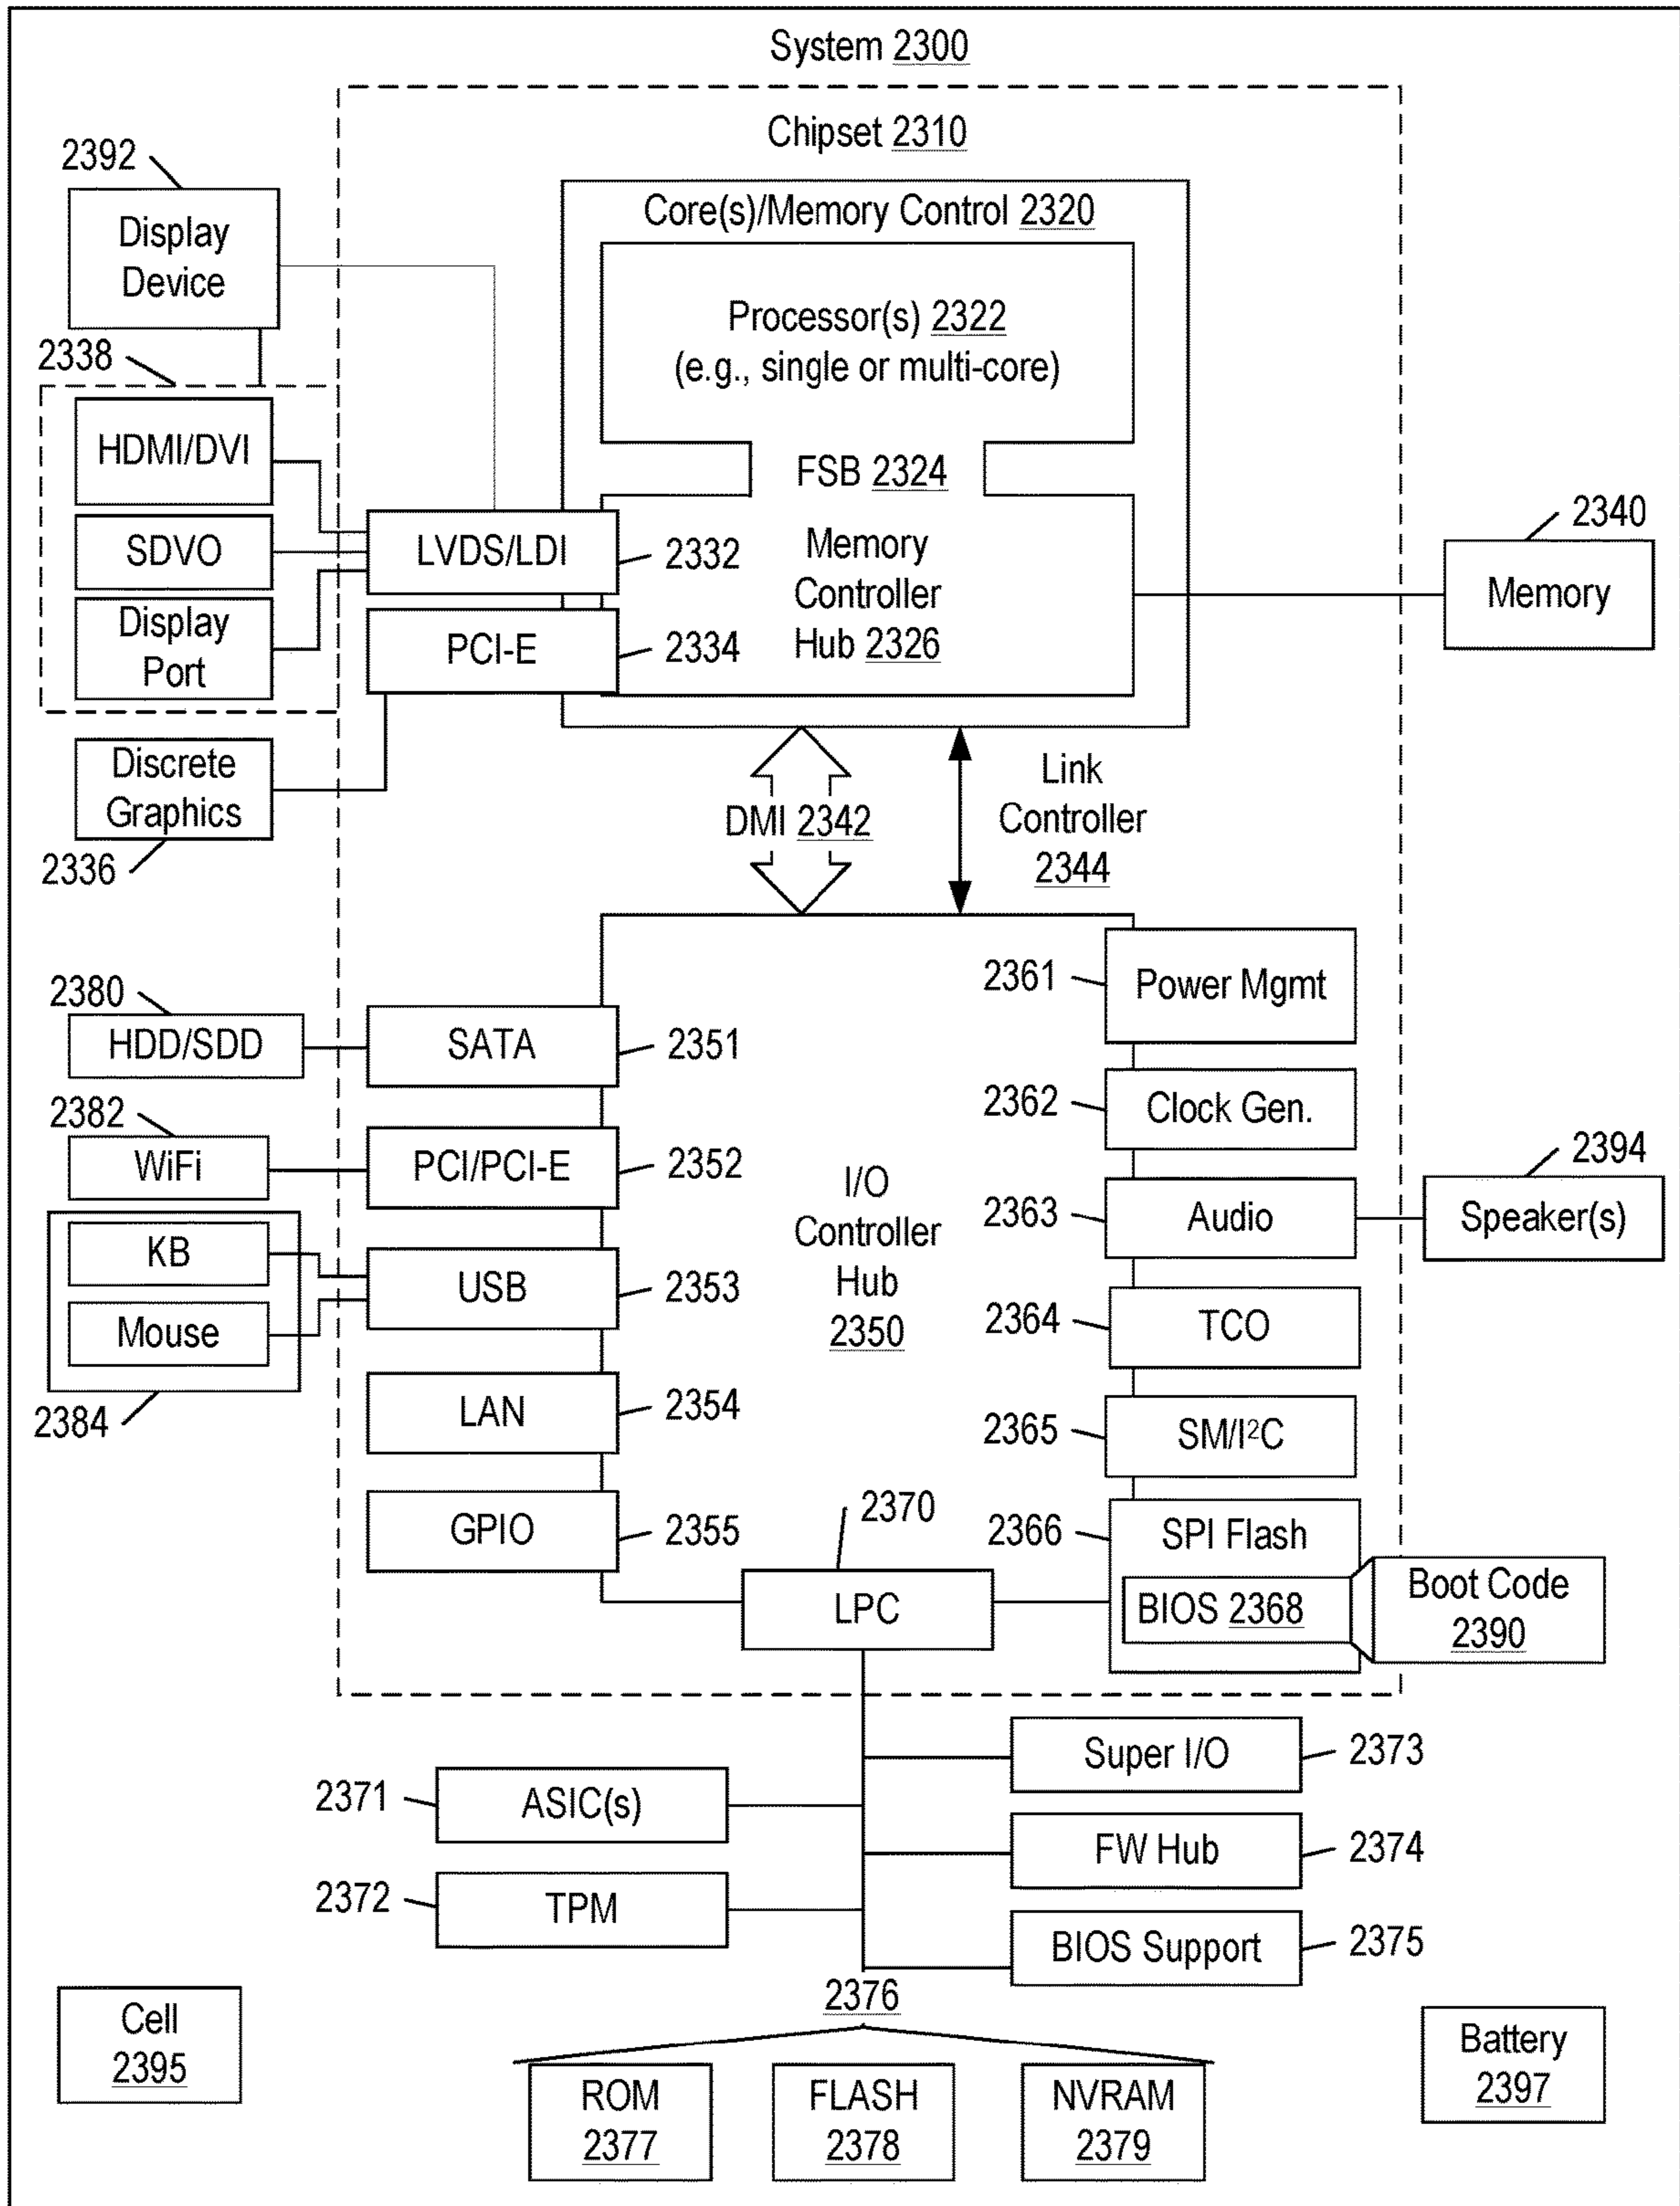 System 2300
Chipset 2310
2392
Display
Device
Core(s)/Memory Control 2320
Processor(s) 2322
(e.g., single or multi-core)
2338
HDMI/DVI
SDVO
Display
Port
FSB 2324
LVDS/LDI
2332
PCI-E
2334
Memory
Controller
Hub 2326
2340
Memory
Discrete
Graphics
2336
DMI 2342
Link
Controller
2344
2380
HDD/SDD
SATA
2351
2361
Power Mgmt
2382
WiFi
PCI/PCI-E
2352
2362
Clock Gen.
KB
Mouse
2384
USB
2353
I/O
Controller
Hub
2350
2363
Audio
2394
Speaker(s)
2364
TCO
LAN
2354
2365
SM/I²C
GPIO
2355
2370
LPC
2366
SPI Flash
BIOS 2368
Boot Code
2390
Super I/O
2373
2371
ASIC(s)
FW Hub
2374
2372
TPM
BIOS Support
2375
2376
Cell
2395
ROM
2377
FLASH
2378
NVRAM
2379
Battery
2397